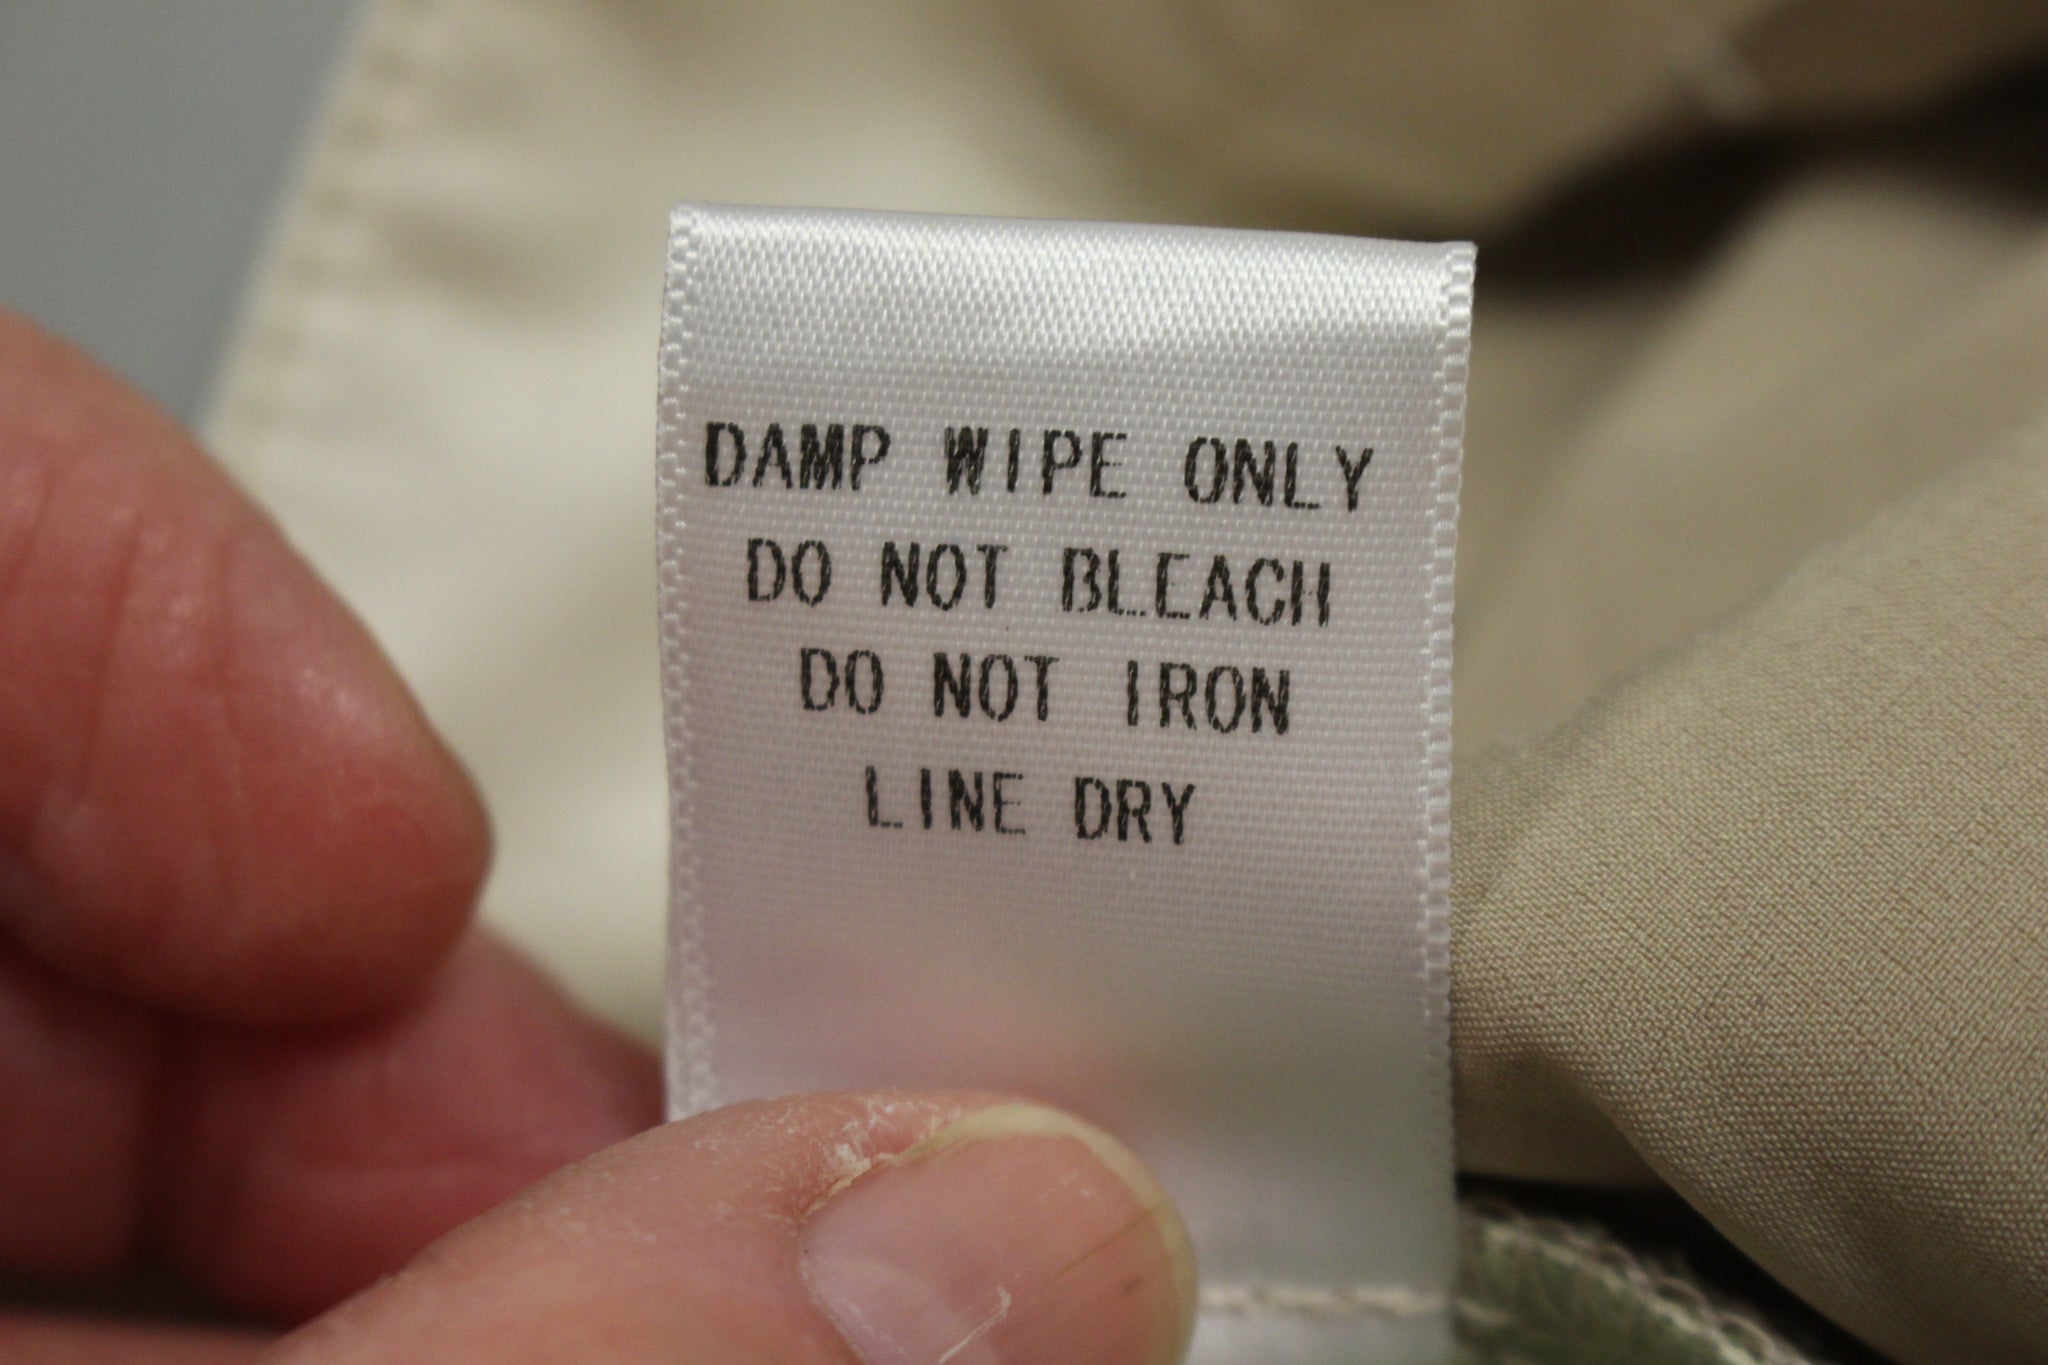 DAMP WIPE ONLY
DO NOT BLEACH
DO NOT IRON
LINE DRY